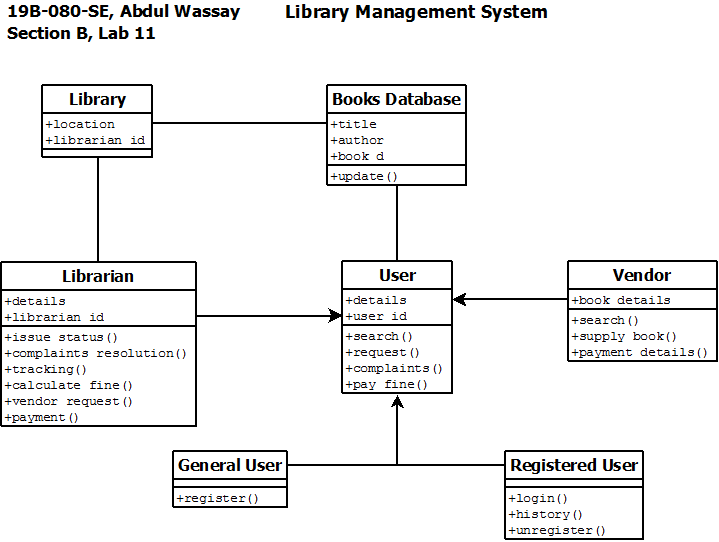 19B-080-SE, Abdul Wassay
Library Management System
Section B, Lab 11
Library
+location
+librarian id
Books Database
+title
+author
+book d
+update()
Librarian
+details
+librarian id
+issue status()
+complaints resolution()
+tracking()
+calculate fine()
+vendor request()
+payment()
User
+details
+user id
+search()
+request()
+complaints()
+pay fine()
Vendor
+book details
+search()
+supply book()
+payment details()
General User
+register()
Registered User
+login()
+history()
+unregister()